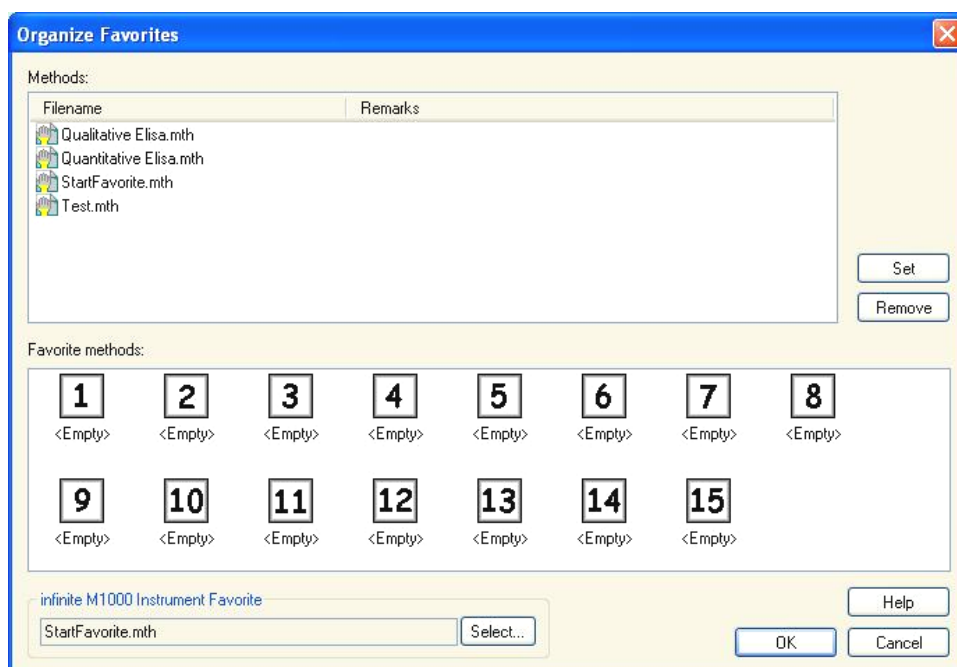 Organize Favorites
Methods:
Filename Remarks
Qualitative Elisa.mth
Quantitative Elisa.mth
StartFavorite.mth
Test.mth
Set
Remove
Favorite methods:
1 2 3 4 5 6 7 8
<Empty> <Empty> <Empty> <Empty> <Empty> <Empty> <Empty> <Empty>
9 10 11 12 13 14 15
<Empty> <Empty> <Empty> <Empty> <Empty> <Empty> <Empty>
infinite M1000 Instrument Favorite
StartFavorite.mth Select...
Help
OK Cancel